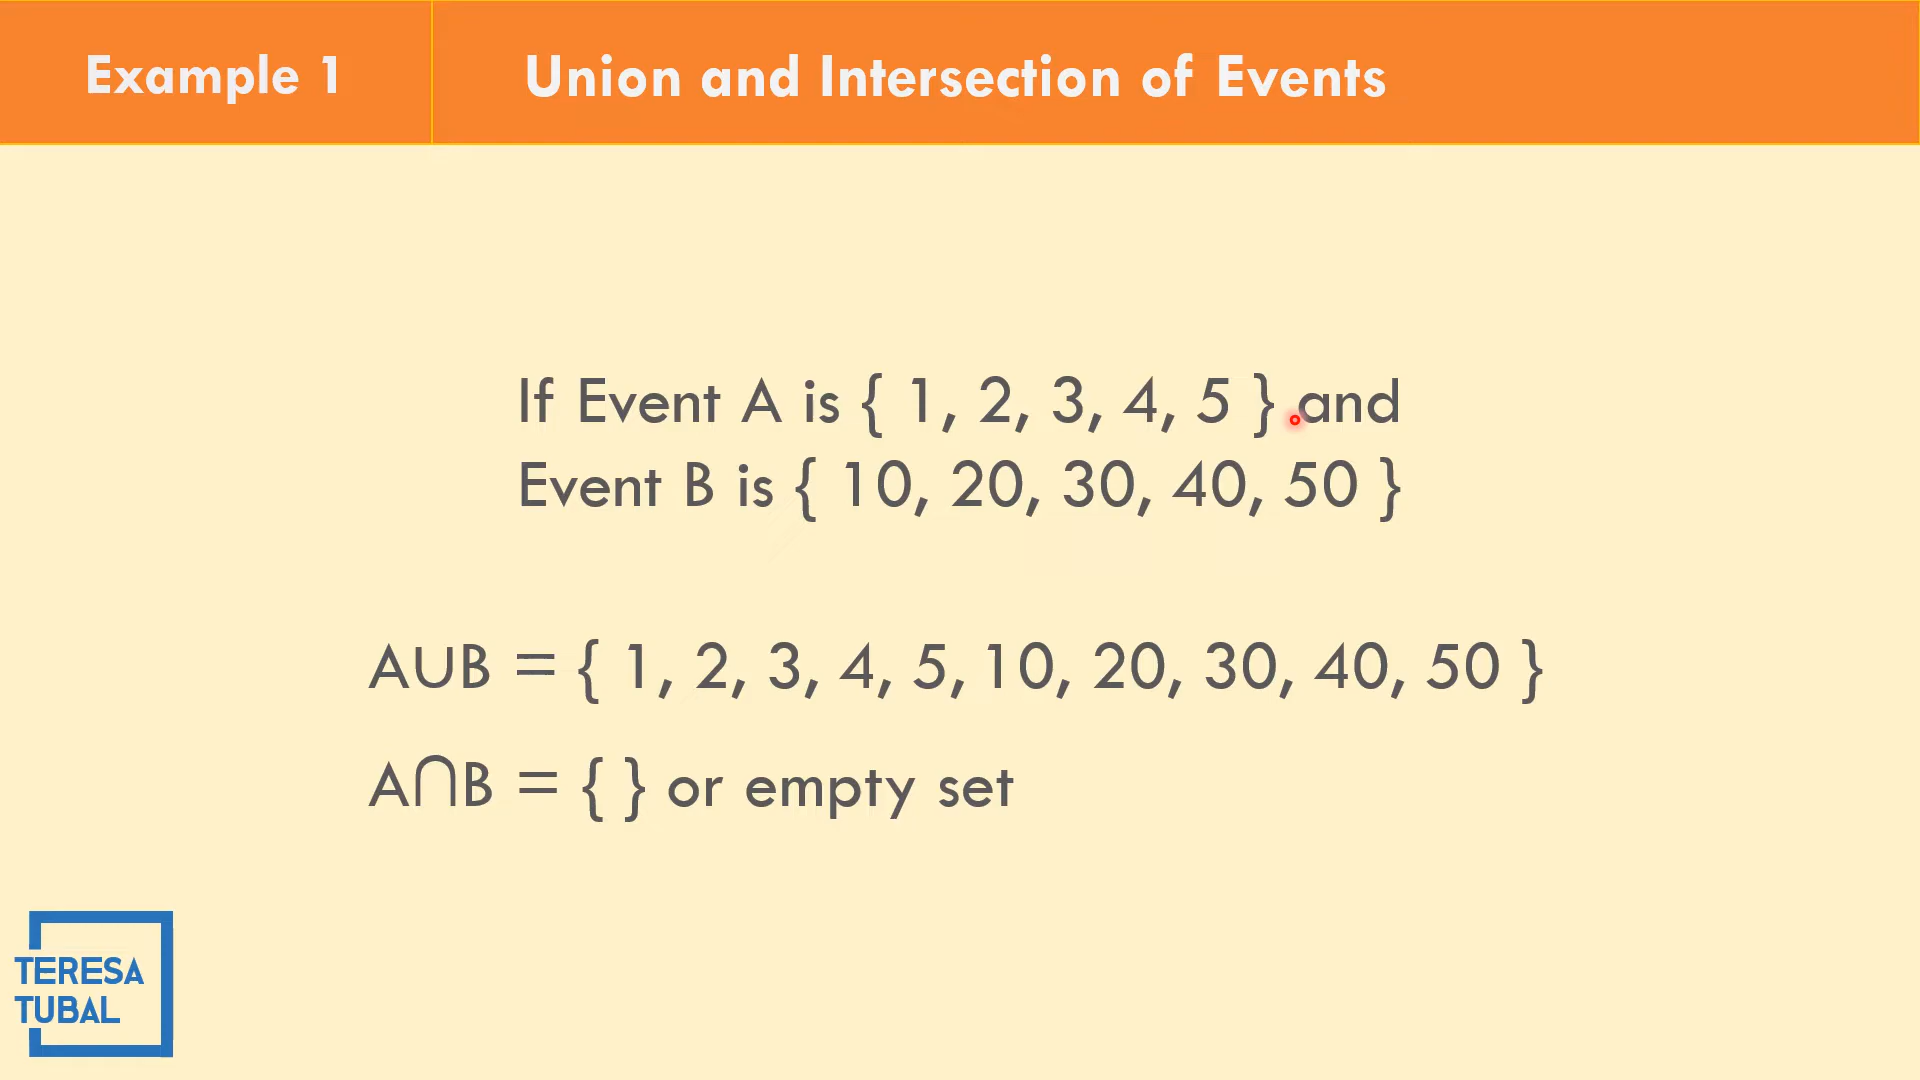 Example 1
Union and Intersection of Events
If Event A is { 1, 2, 3, 4, 5 } and
Event B is { 10, 20, 30, 40, 50 }
A∪B = { 1, 2, 3, 4, 5, 10, 20, 30, 40, 50 }
A∩B = { } or empty set
TERESA
TUBAL